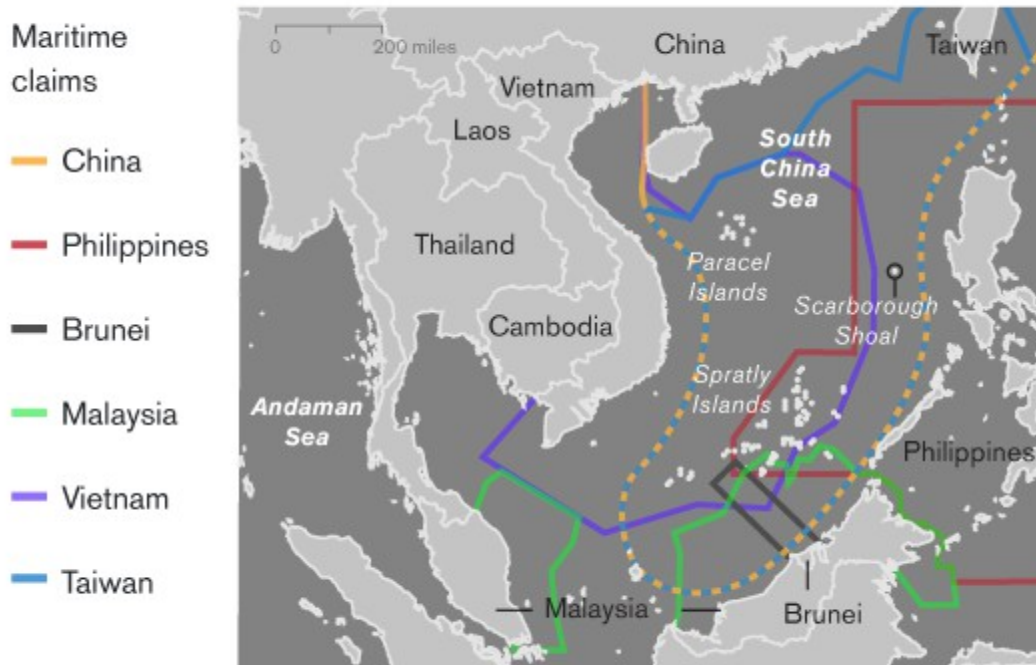 Maritime
claims
China
Philippines
Brunei
Malaysia
Vietnam
Taiwan
0 200 miles
China
Taiwan
Vietnam
Laos
South
China
Sea
Thailand
Paracel
Islands
Cambodia
Scarborough
Shoal
Spratly
Islands
Andaman
Sea
Philippines
Malaysia
Brunei